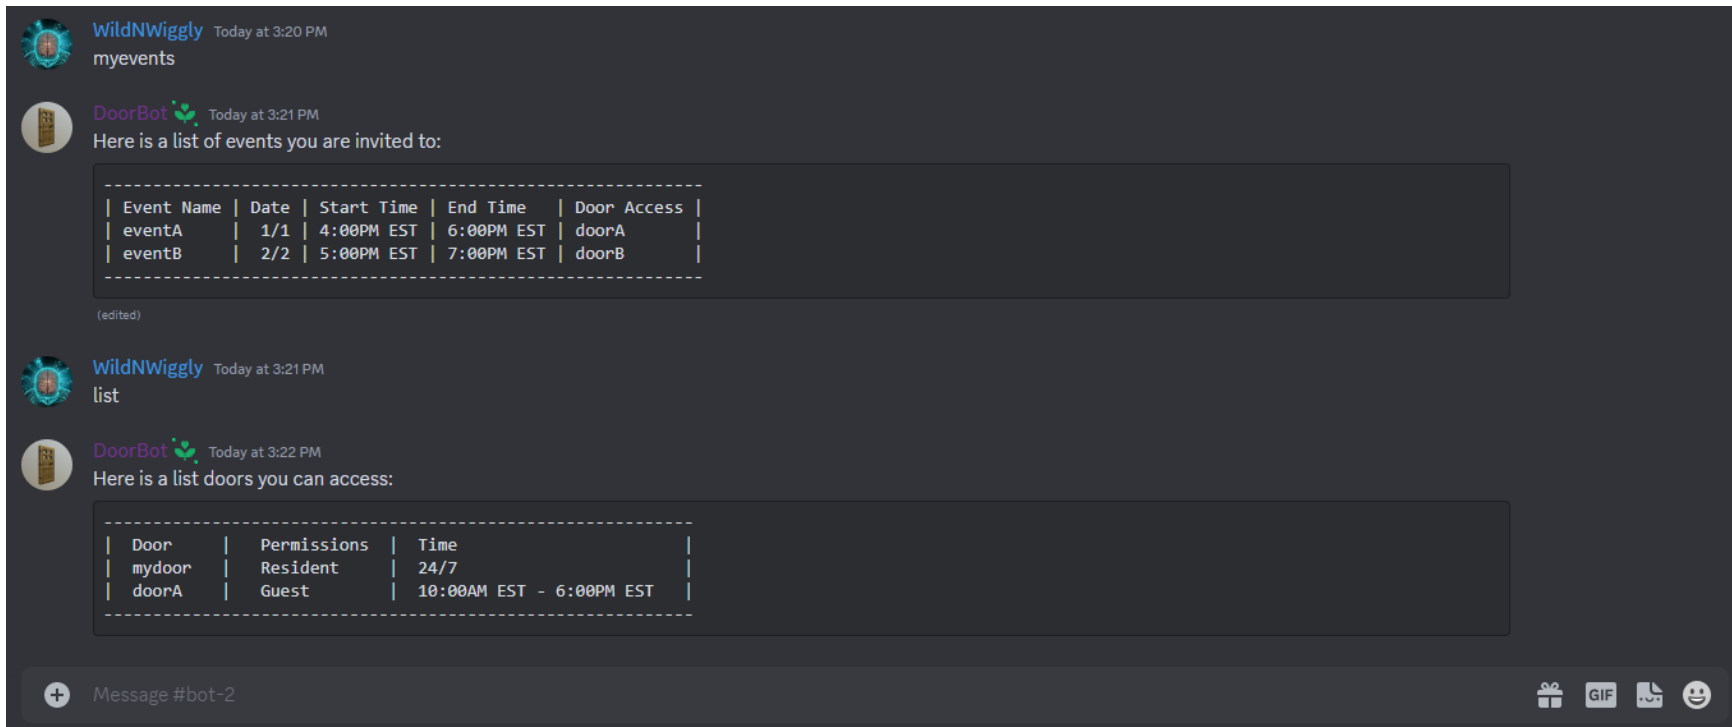 WildNWiggly Today at 3:20 PM
myevents
DoorBot Today at 3:21 PM
Here is a list of events you are invited to:
-------------------------------------------------------------
| Event Name | Date | Start Time | End Time   | Door Access |
| eventA     |  1/1 | 4:00PM EST | 6:00PM EST | doorA       |
| eventB     |  2/2 | 5:00PM EST | 7:00PM EST | doorB       |
-------------------------------------------------------------
(edited)
WildNWiggly Today at 3:21 PM
list
DoorBot Today at 3:22 PM
Here is a list doors you can access:
------------------------------------------------------------
|  Door     |   Permissions  |  Time                       |
|  mydoor   |   Resident     |  24/7                       |
|  doorA    |   Guest        |  10:00AM EST - 6:00PM EST   |
------------------------------------------------------------
Message #bot-2
GIF